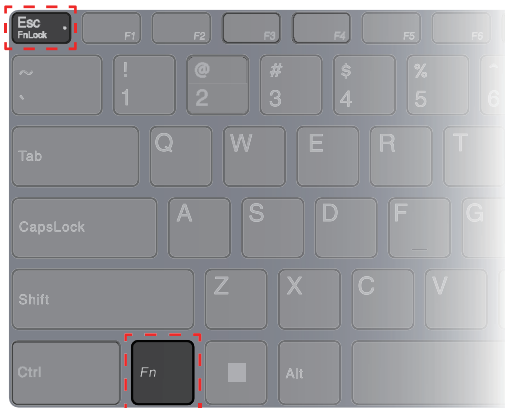 Esc
FnLock
F1 F2 F3 F4 F5 F6
~ ! @ # $ % ^
` 1 2 3 4 5 6
Tab Q W E R T
CapsLock A S D F G
Shift Z X C V
Ctrl Fn Alt